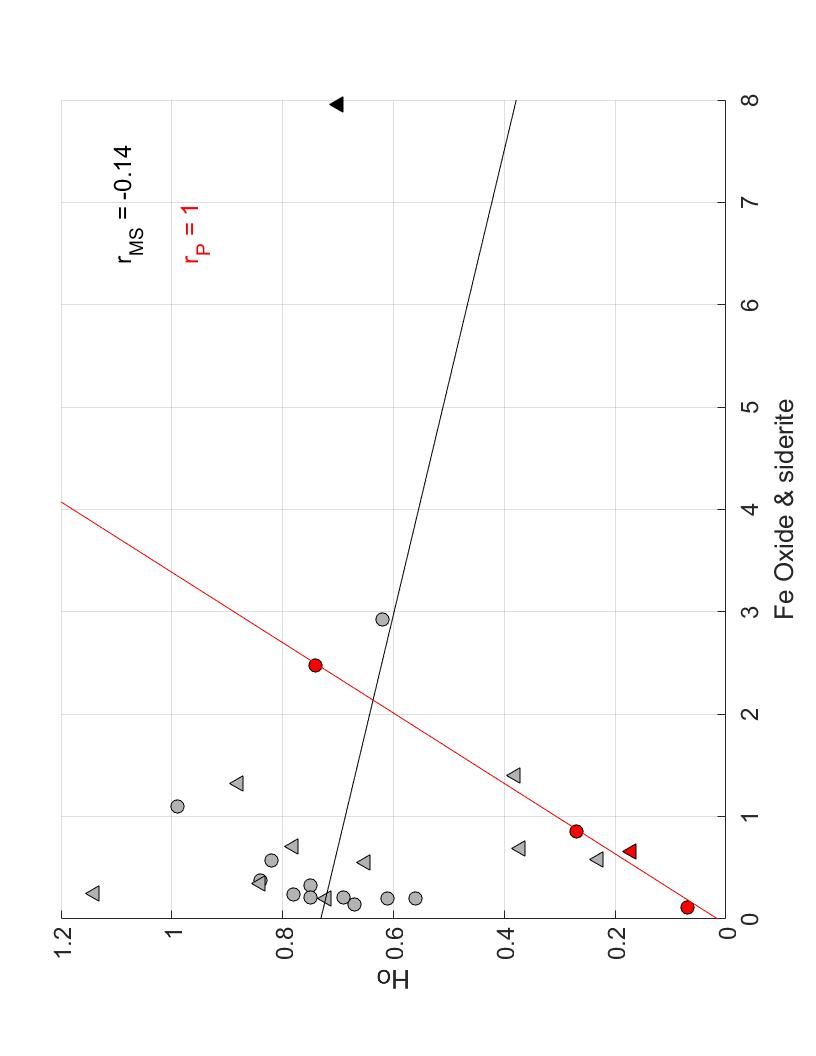 1.2
1
0.8
0.6
0.4
0.2
0
Ho
r_MS = -0.14
r_P = 1
0 1 2 3 4 5 6 7 8
Fe Oxide & siderite